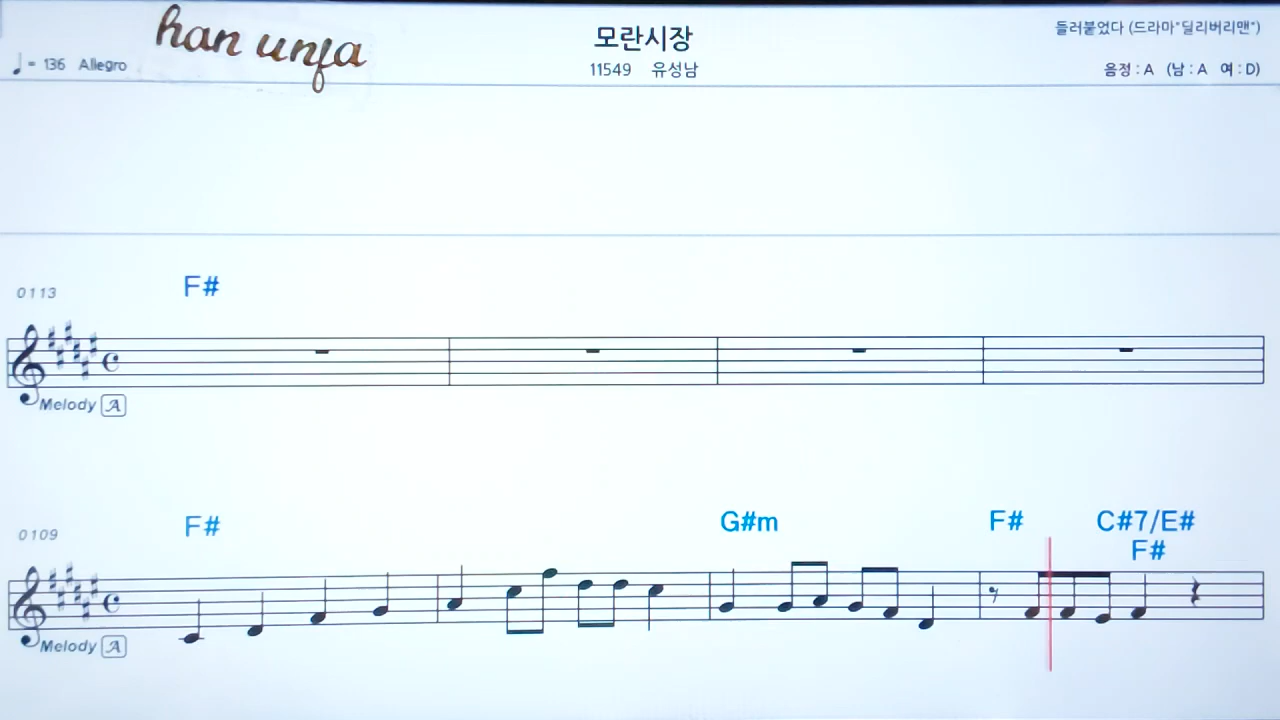 han unfa
모란시장
들러붙었다 (드라마"딜리버리맨")
♩= 136 Allegro
11549 유성남
음정 : A (남 : A 여 : D)
0113
F#
Melody A
0109
F#
G#m
F#
C#7/E#
F#
Melody A